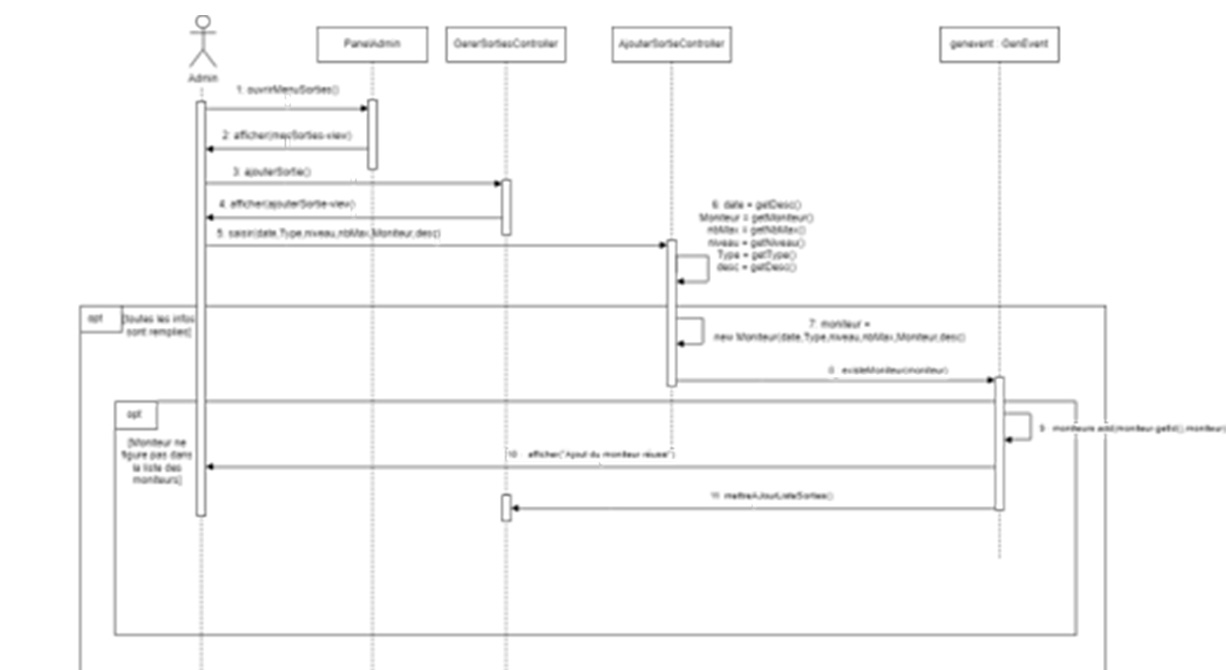 PanelAdmin
GererSortiesController
AjouterSortieController
genevent : GenEvent
Admin
1: ouvrirMenuSorties()
2: afficher(mesSorties-view)
3: ajouterSortie()
4: afficher(ajouterSortie-view)
5: saisir(date,Type,niveau,nbMax,Moniteur,desc)
6: date = getDesc()
Moniteur = getMoniteur()
nbMax = getNbMax()
niveau = getNiveau()
Type = getType()
desc = getDesc()
opt
[toutes les infos
sont remplies]
7: moniteur =
new Moniteur(date,Type,niveau,nbMax,Moniteur,desc)
existeMoniteur(moniteur)
opt
[Moniteur ne
figure pas dans
la liste des
moniteurs]
9 : moniteurs.add(moniteur.getId(),moniteur)
10 : afficher("Ajout du moniteur réussi")
11: mettreAJourListeSorties()